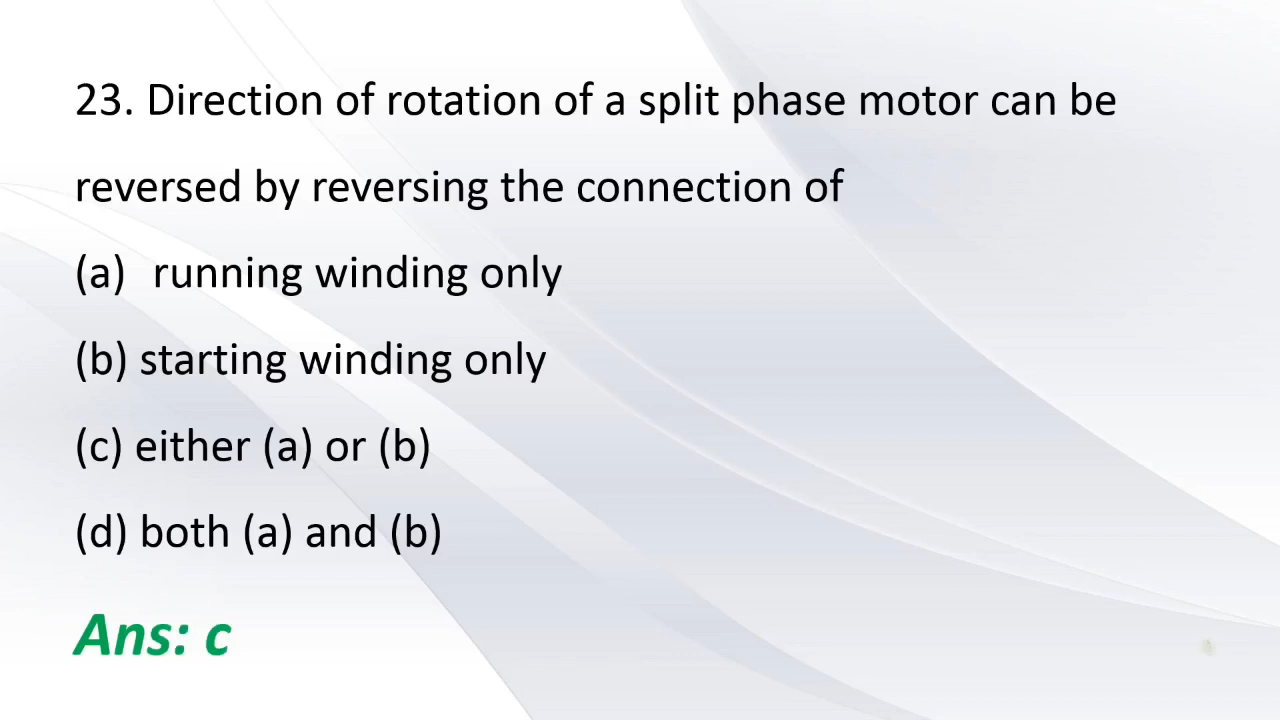 23. Direction of rotation of a split phase motor can be
reversed by reversing the connection of
(a) running winding only
(b) starting winding only
(c) either (a) or (b)
(d) both (a) and (b)
Ans: c